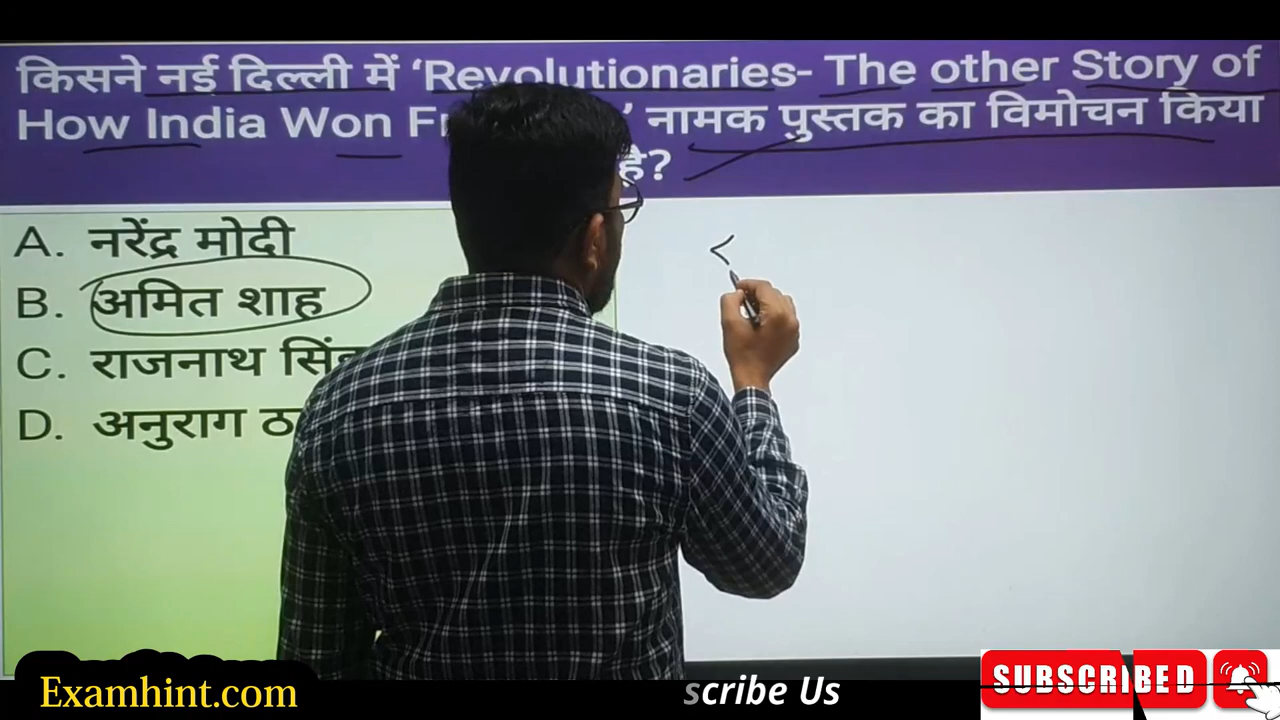 किसने नई दिल्ली में ‘Revolutionaries- The other Story of
How India Won ’ नामक पुस्तक का विमोचन किया
है?
A. नरेंद्र मोदी
B. अमित शाह
C. राजनाथ
D. अनुराग
Examhint.com
scribe Us
SUBSCRIBED